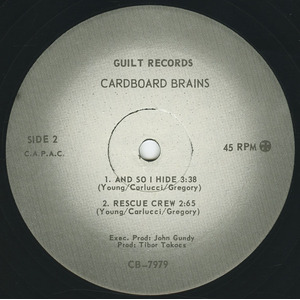 GUILT RECORDS
CARDBOARD BRAINS
SIDE 2
C.A.P.A.C.
45 RPM
1. AND SO I HIDE 3:38
(Young/Carlucci/Gregory)
2. RESCUE CREW 2:65
(Young/Carlucci/Gregory)
Exec. Prod: John Gundy
Prod: Tibor Takacs
CB-7979